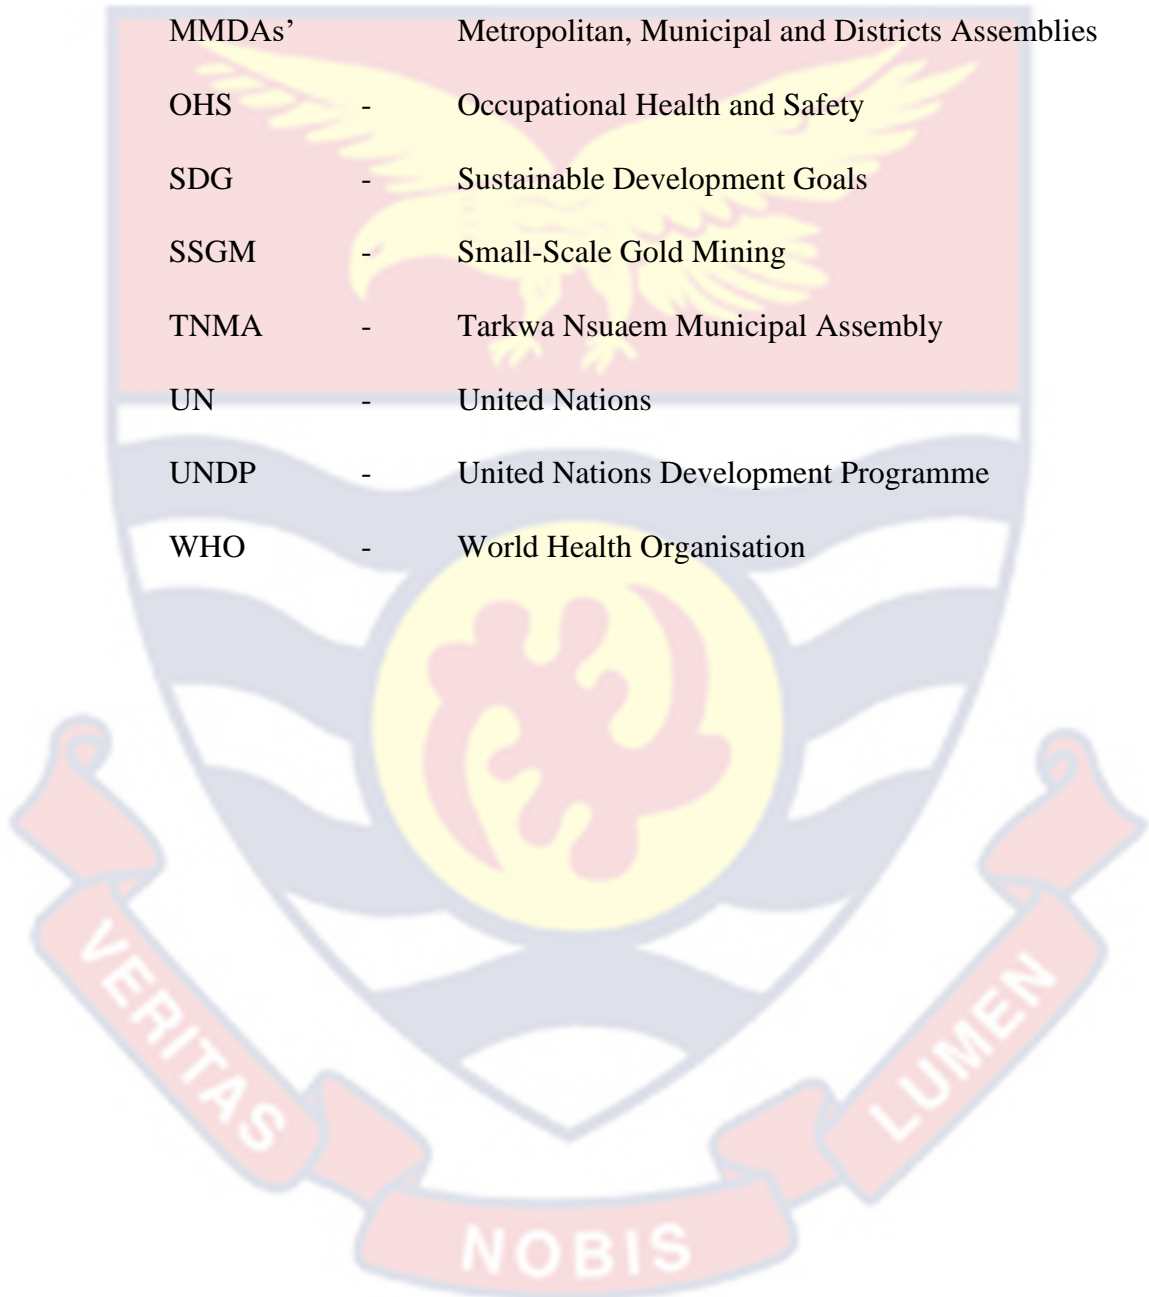 MMDAs’ Metropolitan, Municipal and Districts Assemblies
OHS - Occupational Health and Safety
SDG - Sustainable Development Goals
SSGM - Small-Scale Gold Mining
TNMA - Tarkwa Nsuaem Municipal Assembly
UN - United Nations
UNDP - United Nations Development Programme
WHO - World Health Organisation
VERITAS
NOBIS
LUMEN